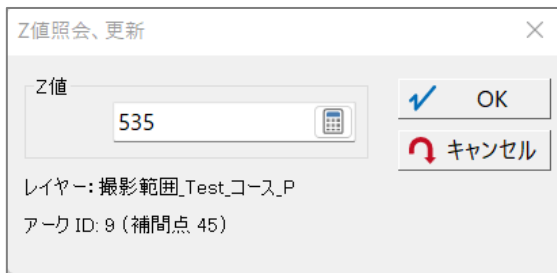 Z値照会、更新
Z値
535
OK
キャンセル
レイヤー: 撮影範囲_Test_コース_P
アーク ID: 9 (補間点 45)